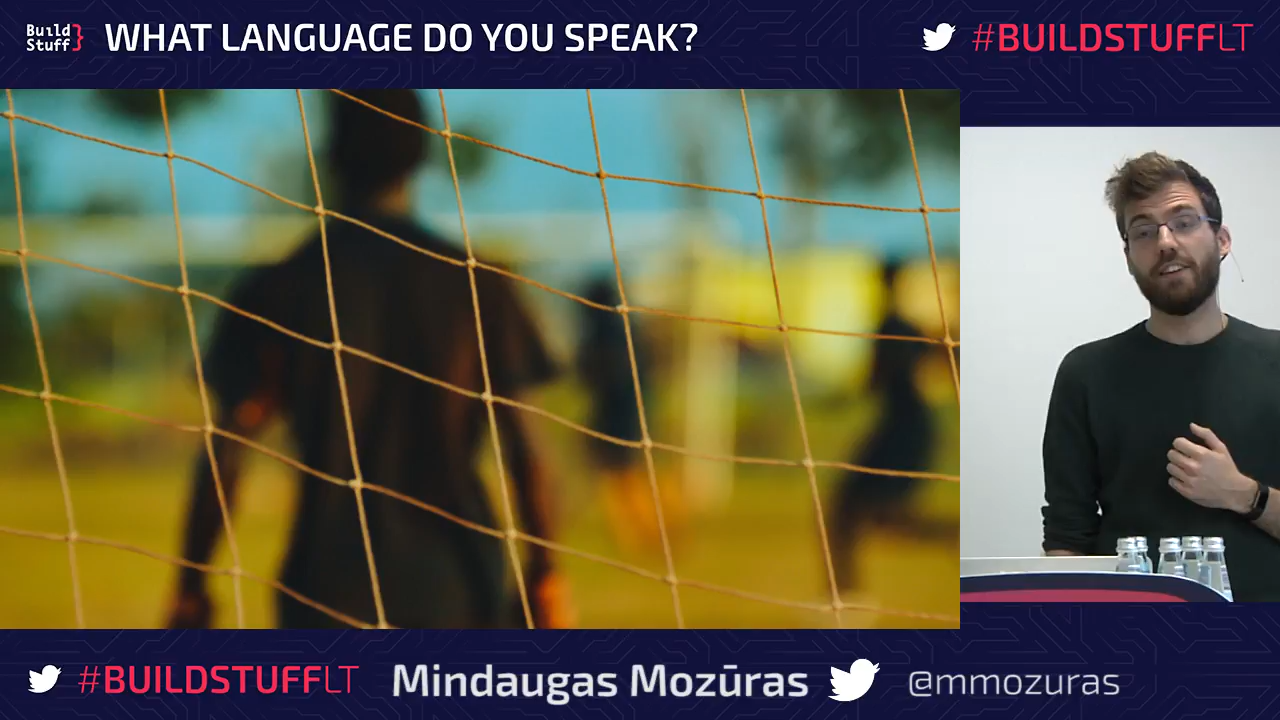 Build
Stuff}
WHAT LANGUAGE DO YOU SPEAK?
#BUILDSTUFFLT
#BUILDSTUFFLT
Mindaugas Mozūras
@mmozuras